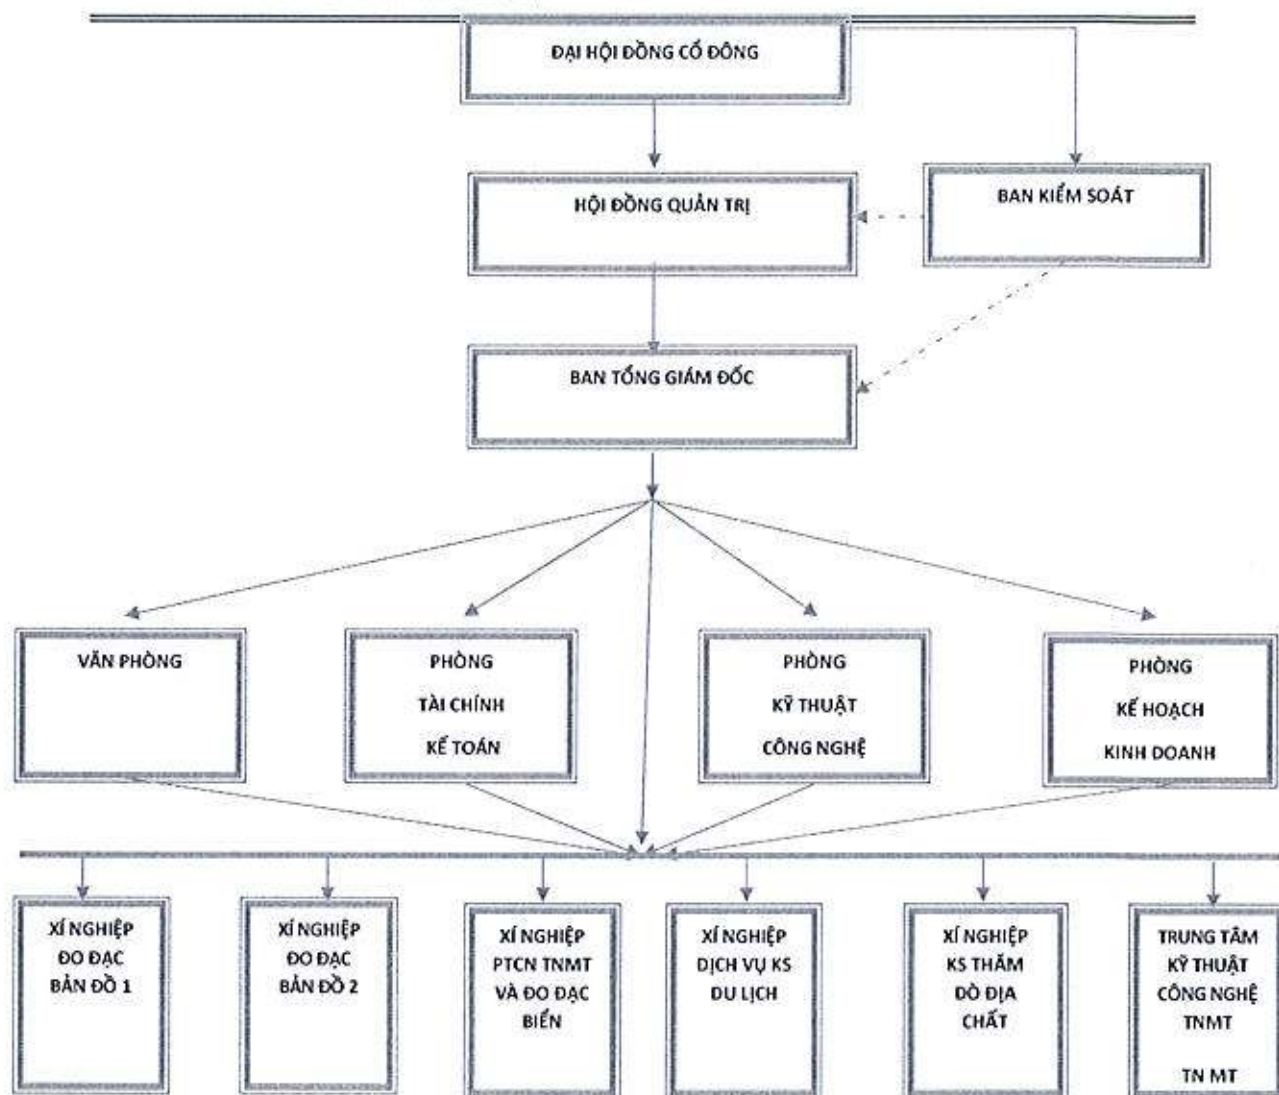 ĐẠI HỘI ĐỒNG CỔ ĐÔNG
HỘI ĐỒNG QUẢN TRỊ
BAN KIỂM SOÁT
BAN TỔNG GIÁM ĐỐC
VĂN PHÒNG
PHÒNG
TÀI CHÍNH
KẾ TOÁN
PHÒNG
KỸ THUẬT
CÔNG NGHỆ
PHÒNG
KẾ HOẠCH
KINH DOANH
XÍ NGHIỆP
ĐO ĐẠC
BẢN ĐỒ 1
XÍ NGHIỆP
ĐO ĐẠC
BẢN ĐỒ 2
XÍ NGHIỆP
PTCN TNMT
VÀ ĐO ĐẠC
BIỂN
XÍ NGHIỆP
DỊCH VỤ KS
DU LỊCH
XÍ NGHIỆP
KS THĂM
DÒ ĐỊA
CHẤT
TRUNG TÂM
KỸ THUẬT
CÔNG NGHỆ
TNMT
TN MT